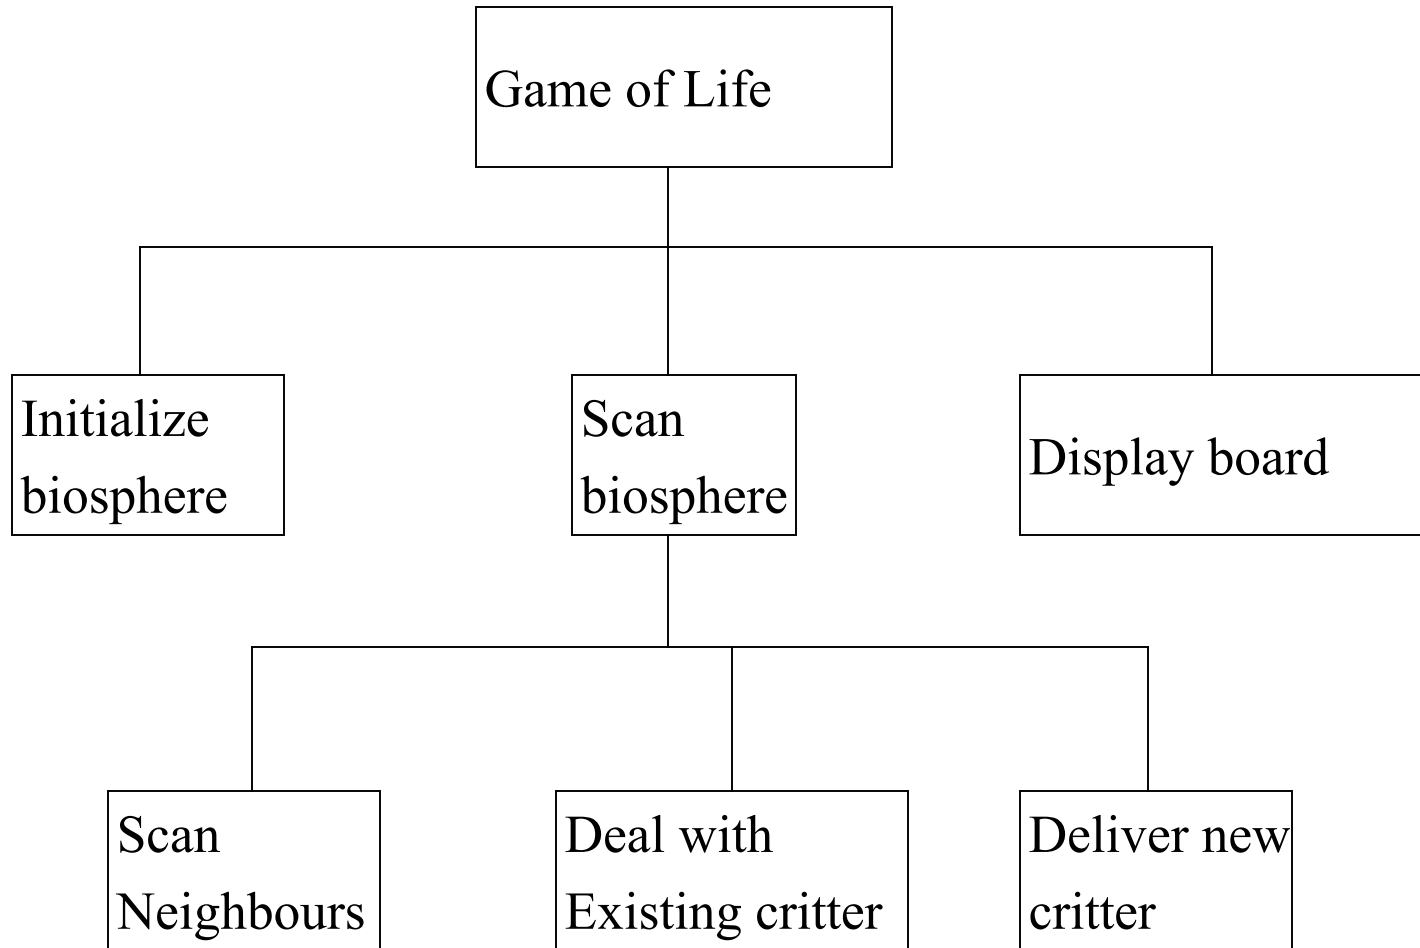 Game of Life
Initialize
biosphere
Scan
biosphere
Display board
Scan
Neighbours
Deal with
Existing critter
Deliver new
critter